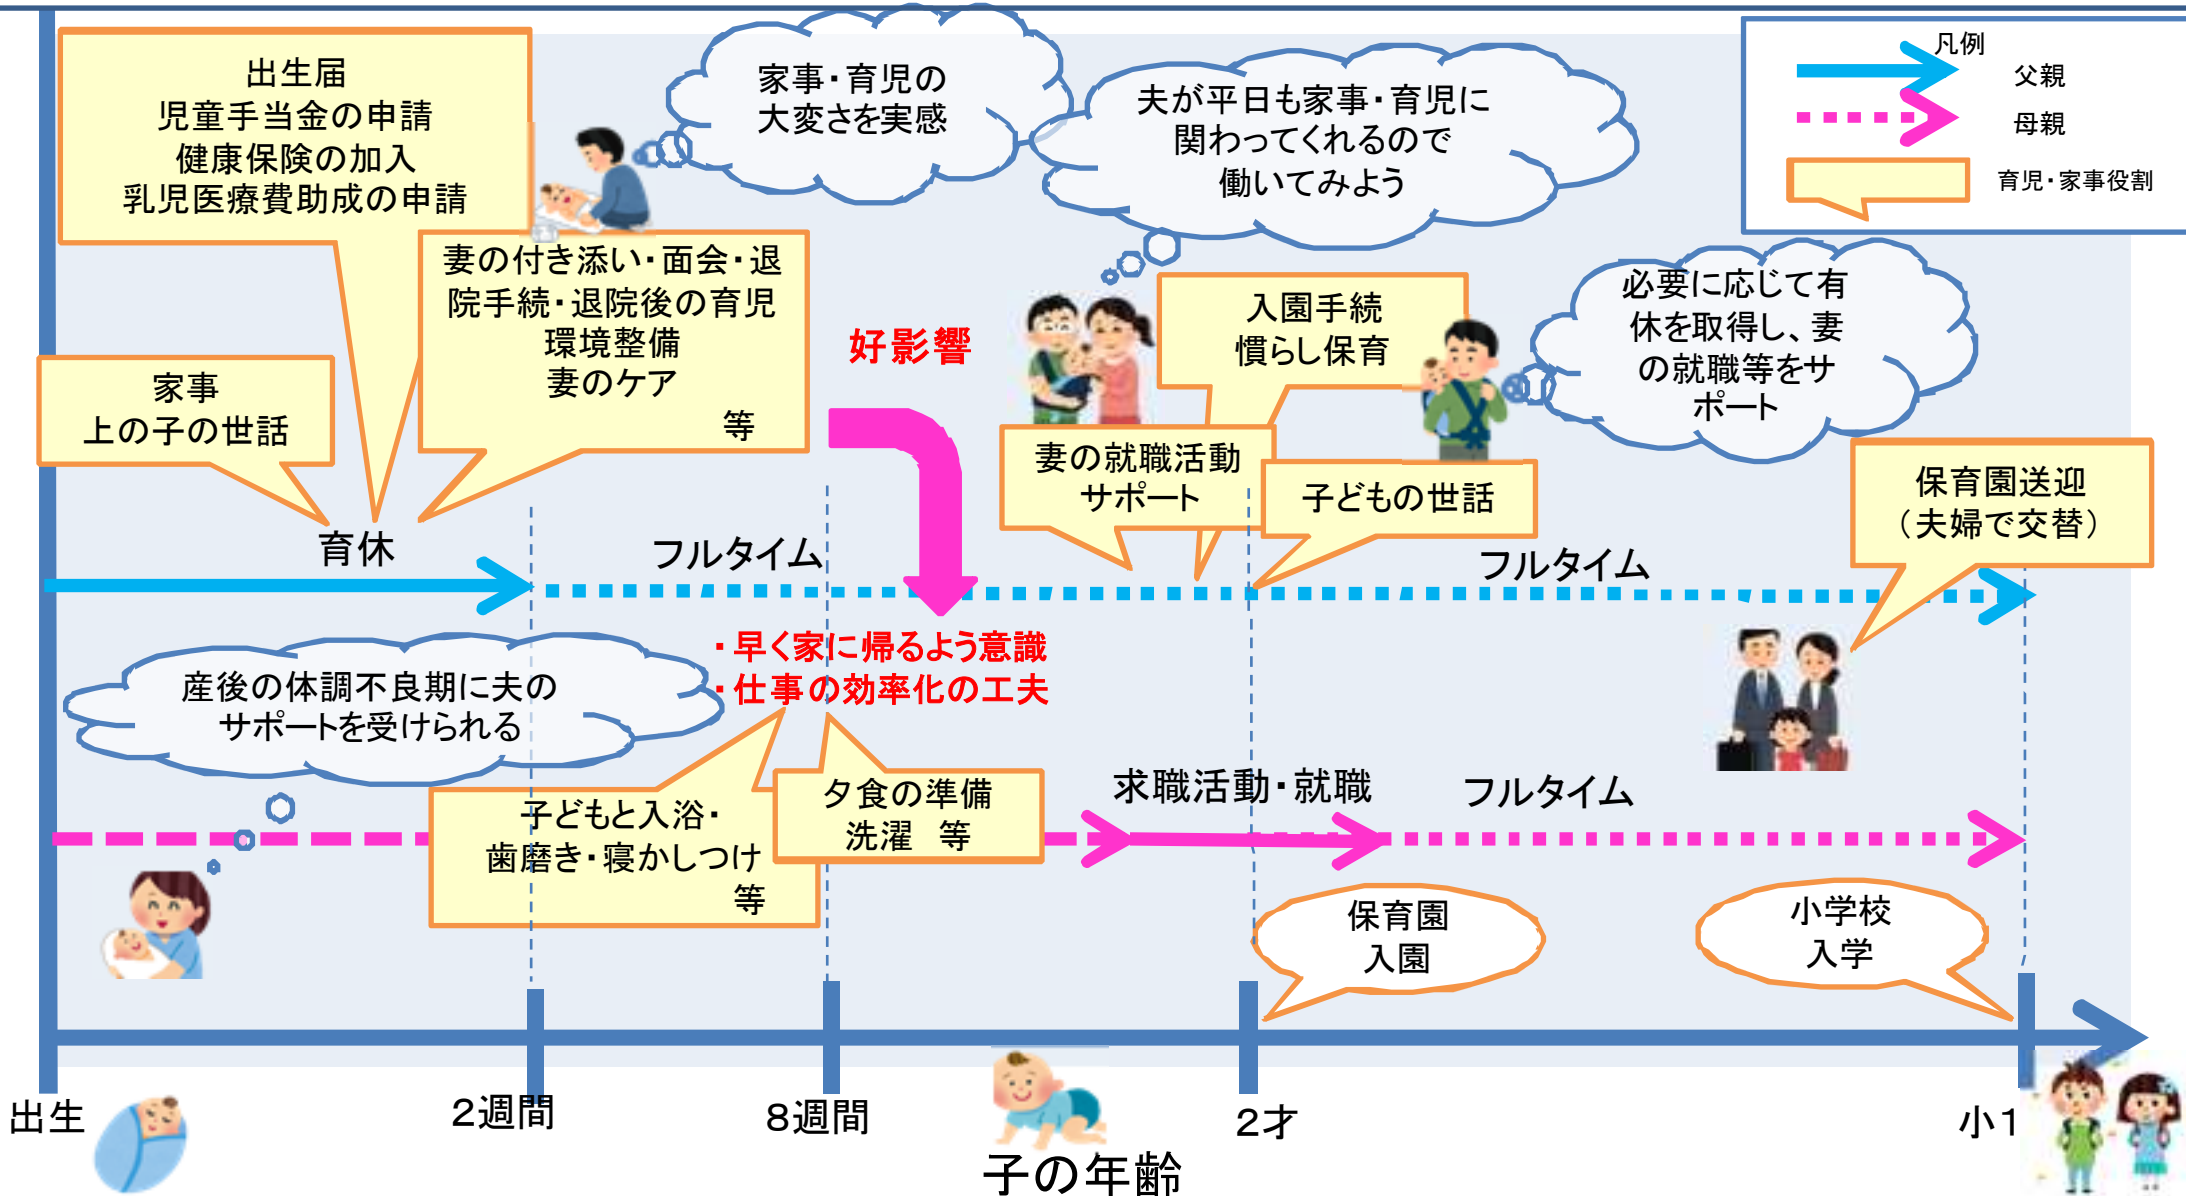 出生届
児童手当金の申請
健康保険の加入
乳児医療費助成の申請
家事・育児の
大変さを実感
夫が平日も家事・育児に
関わってくれるので
働いてみよう
凡例
父親
母親
育児・家事役割
妻の付き添い・面会・退
院手続・退院後の育児
環境整備
妻のケア
等
家事
上の子の世話
好影響
入園手続
慣らし保育
必要に応じて有
休を取得し、妻
の就職等をサ
ポート
妻の就職活動
サポート
子どもの世話
保育園送迎
（夫婦で交替）
育休
フルタイム
フルタイム
・早く家に帰るよう意識
・仕事の効率化の工夫
産後の体調不良期に夫の
サポートを受けられる
子どもと入浴・
歯磨き・寝かしつけ
等
夕食の準備
洗濯　等
求職活動・就職
フルタイム
保育園
入園
小学校
入学
出生
2週間
8週間
2才
小1
子の年齢